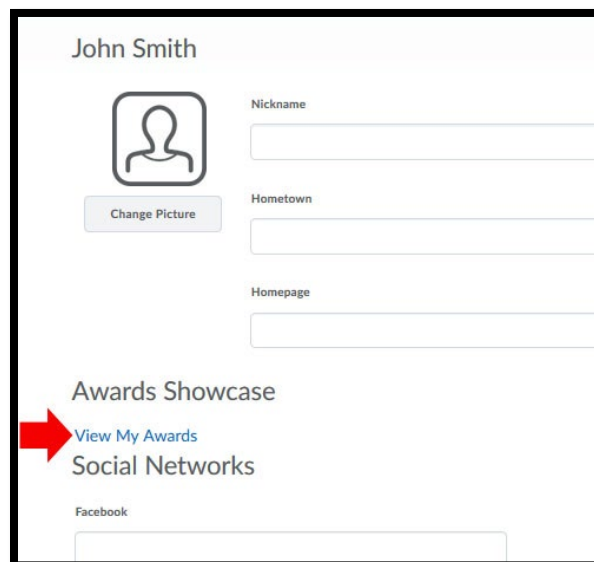 John Smith
Nickname
Change Picture
Hometown
Homepage
Awards Showcase
View My Awards
Social Networks
Facebook